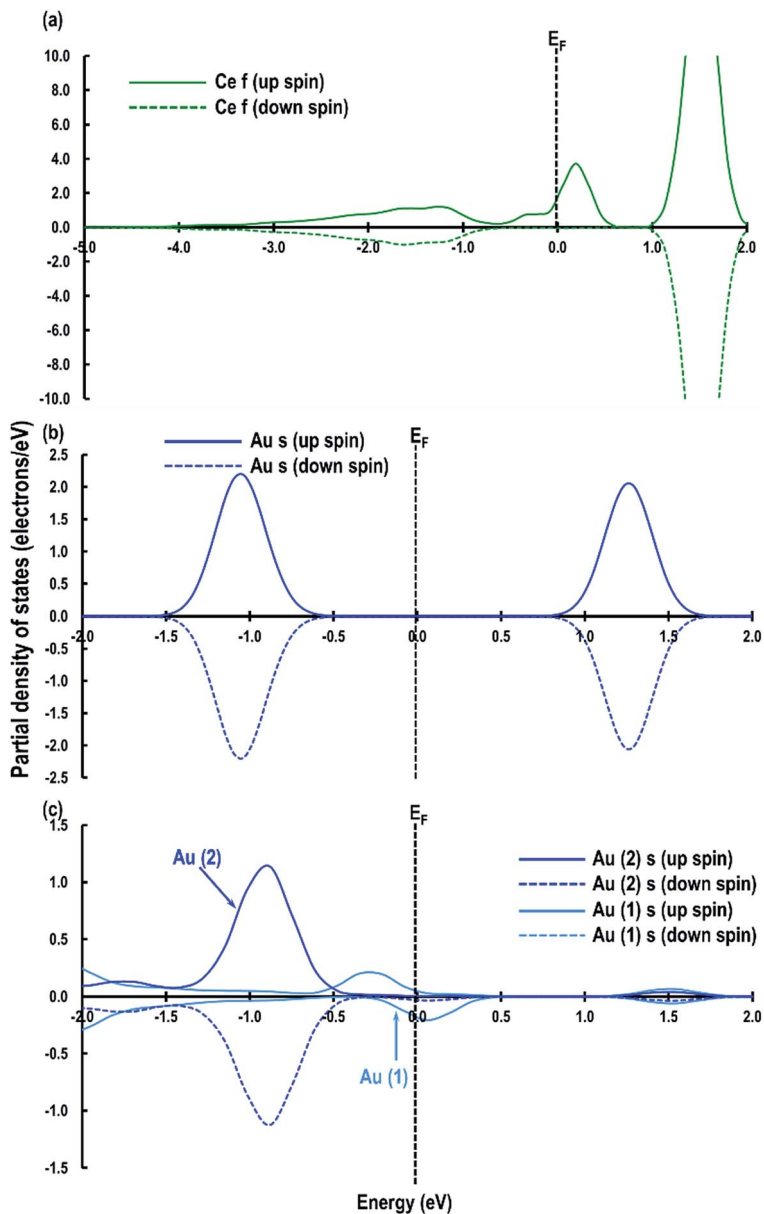 (a)
E_F
10.0
Ce f (up spin)
8.0
Ce f (down spin)
6.0
4.0
2.0
0.0
-5.0 -4.0 -3.0 -2.0 -1.0 0.0 1.0 2.0
-2.0
-4.0
-6.0
-8.0
-10.0
Partial density of states (electrons/eV)
(b)
E_F
Au s (up spin)
2.5
Au s (down spin)
2.0
1.5
1.0
0.5
0.0
-2.0 -1.5 -1.0 -0.5 0.0 0.5 1.0 1.5 2.0
-0.5
-1.0
-1.5
-2.0
-2.5
(c)
E_F
1.5
Au (2)
Au (2) s (up spin)
Au (2) s (down spin)
Au (1) s (up spin)
Au (1) s (down spin)
1.0
0.5
0.0
-2.0 -1.5 -1.0 -0.5 0.0 0.5 1.0 1.5 2.0
-0.5
Au (1)
-1.0
-1.5
Energy (eV)